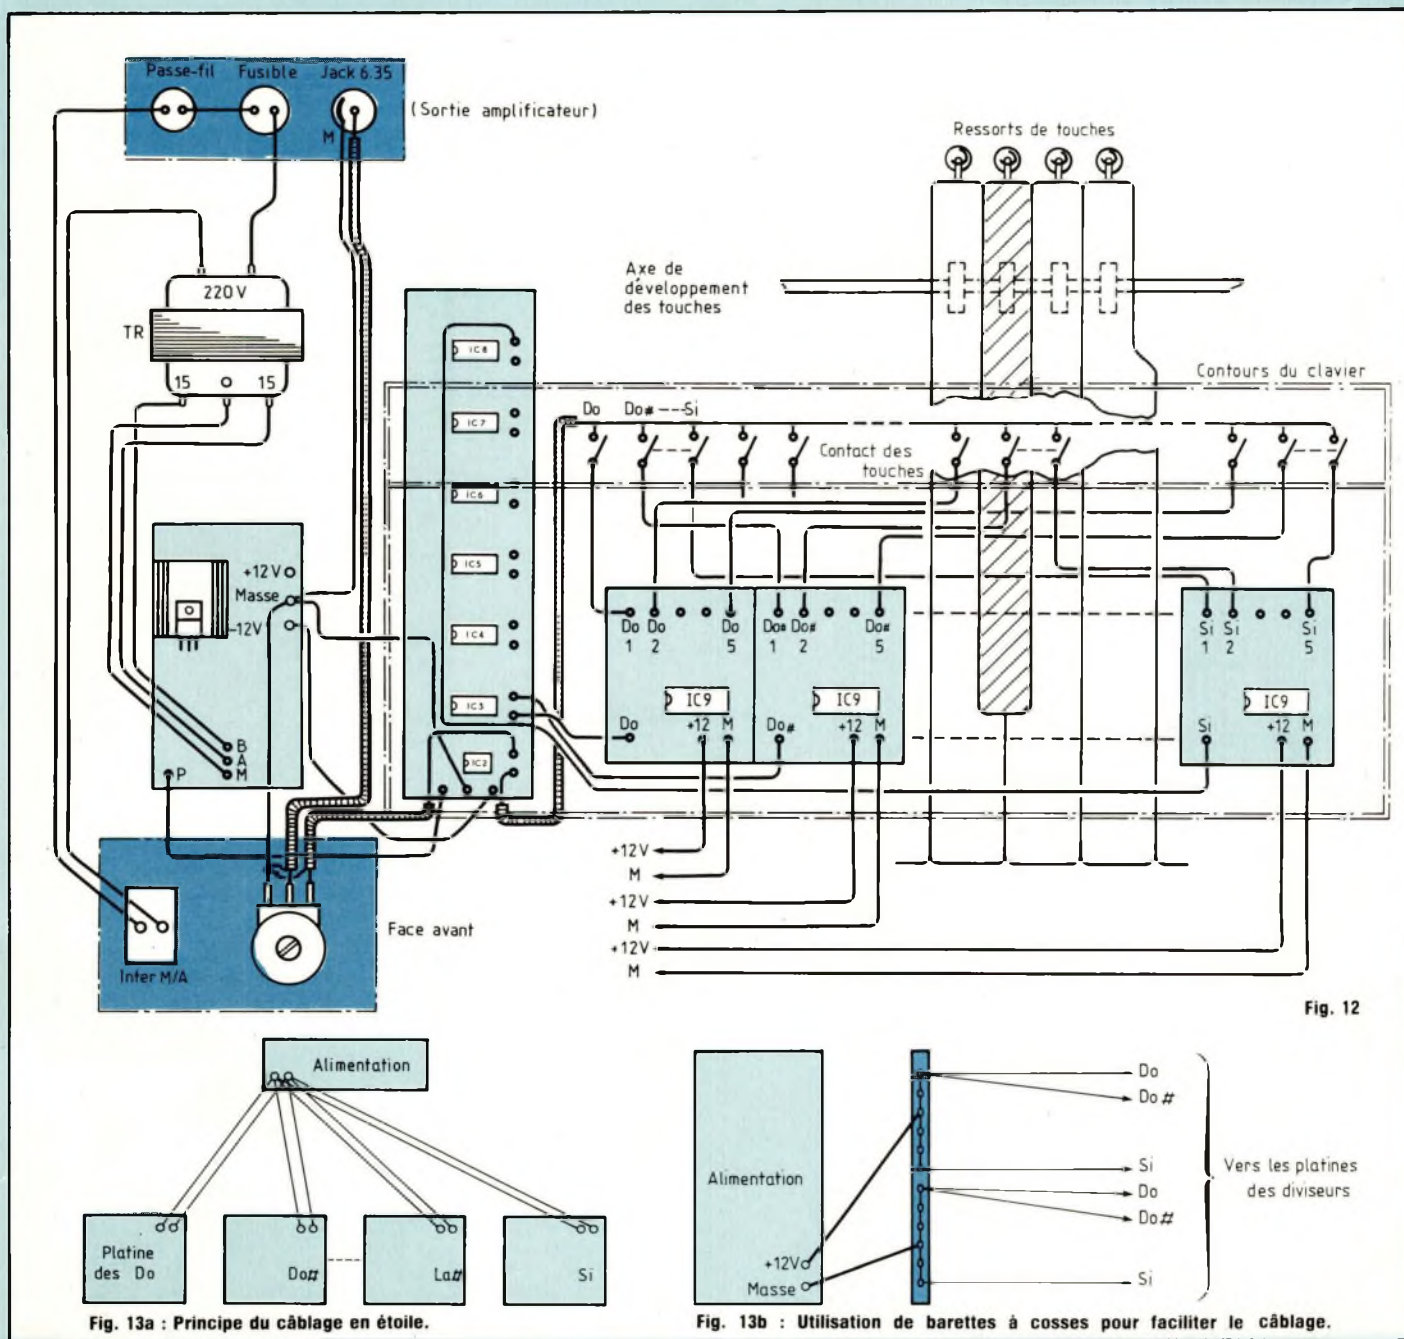 Passe-fil Fusible Jack 6.35
M
(Sortie amplificateur)
Ressorts de touches
220 V
TR
15 O 15
Axe de
développement
des touches
Contours du clavier
IC8
IC7
IC6
IC5
IC4
IC3
IC2
Do Do# --- Si
Contact des
touches
+12V
Masse
-12V
B
A
M
P
Do Do Do Do# Do# Do# Si Si Si
1 2 5 1 2 5 1 2 5
IC9 IC9 IC9
Do +12 M Do# +12 M Si +12 M
+12V
M
+12V
M
+12V
M
Face avant
Inter M/A
Fig. 12
Alimentation
Platine
des Do
Do#
La#
Si
Fig. 13a : Principe du câblage en étoile.
Alimentation
+12V
Masse
Do
Do#
Si
Do
Do#
Si
Vers les platines
des diviseurs
Fig. 13b : Utilisation de barettes à cosses pour faciliter le câblage.